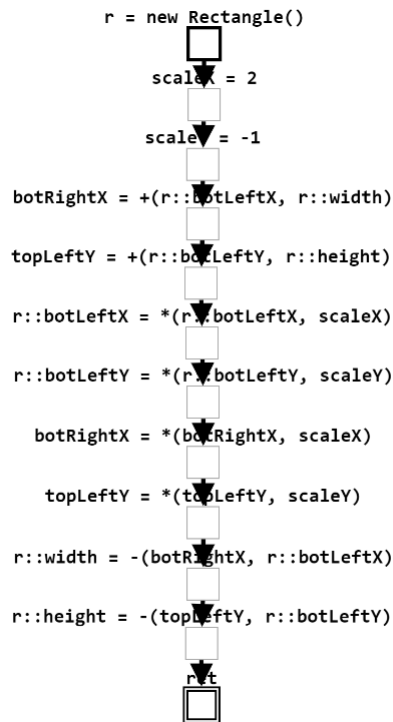 r = new Rectangle()
scaleX = 2
scaleY = -1
botRightX = +(r::botLeftX, r::width)
topLeftY = +(r::botLeftY, r::height)
r::botLeftX = *(r::botLeftX, scaleX)
r::botLeftY = *(r::botLeftY, scaleY)
botRightX = *(botRightX, scaleX)
topLeftY = *(topLeftY, scaleY)
r::width = -(botRightX, r::botLeftX)
r::height = -(topLeftY, r::botLeftY)
ret